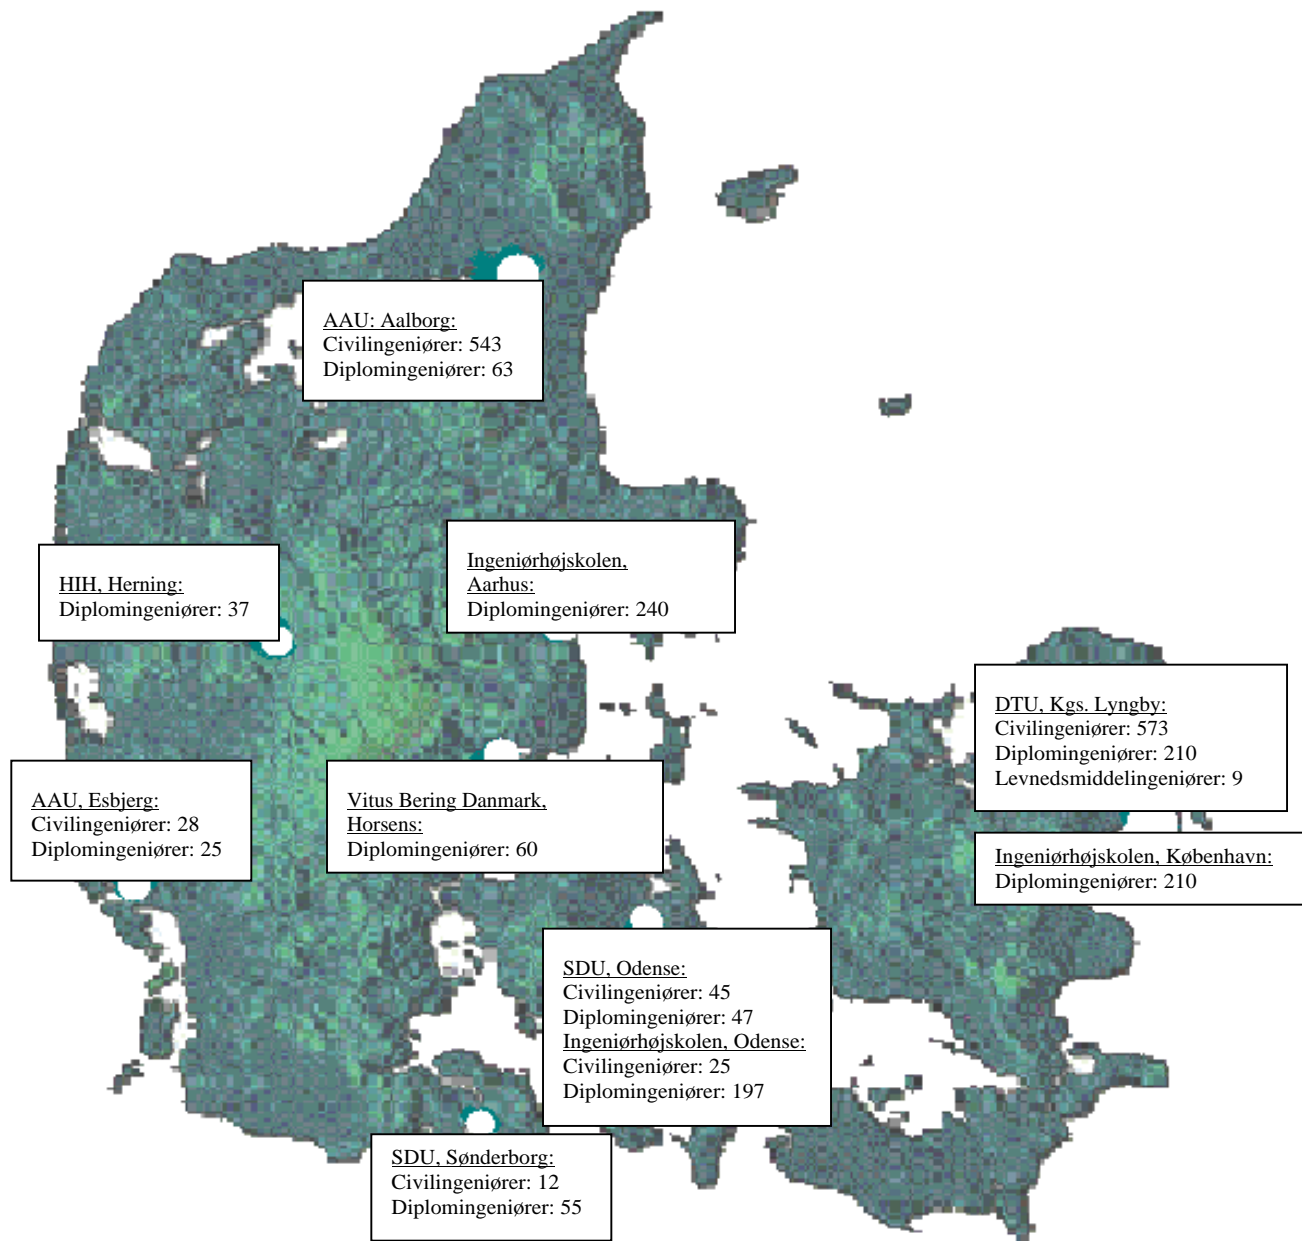 AAU: Aalborg:
Civilingeniører: 543
Diplomingeniører: 63
HIH, Herning:
Diplomingeniører: 37
Ingeniørhøjskolen,
Aarhus:
Diplomingeniører: 240
DTU, Kgs. Lyngby:
Civilingeniører: 573
Diplomingeniører: 210
Levnedsmiddelingeniører: 9
AAU, Esbjerg:
Civilingeniører: 28
Diplomingeniører: 25
Vitus Bering Danmark,
Horsens:
Diplomingeniører: 60
Ingeniørhøjskolen, København:
Diplomingeniører: 210
SDU, Odense:
Civilingeniører: 45
Diplomingeniører: 47
Ingeniørhøjskolen, Odense:
Civilingeniører: 25
Diplomingeniører: 197
SDU, Sønderborg:
Civilingeniører: 12
Diplomingeniører: 55